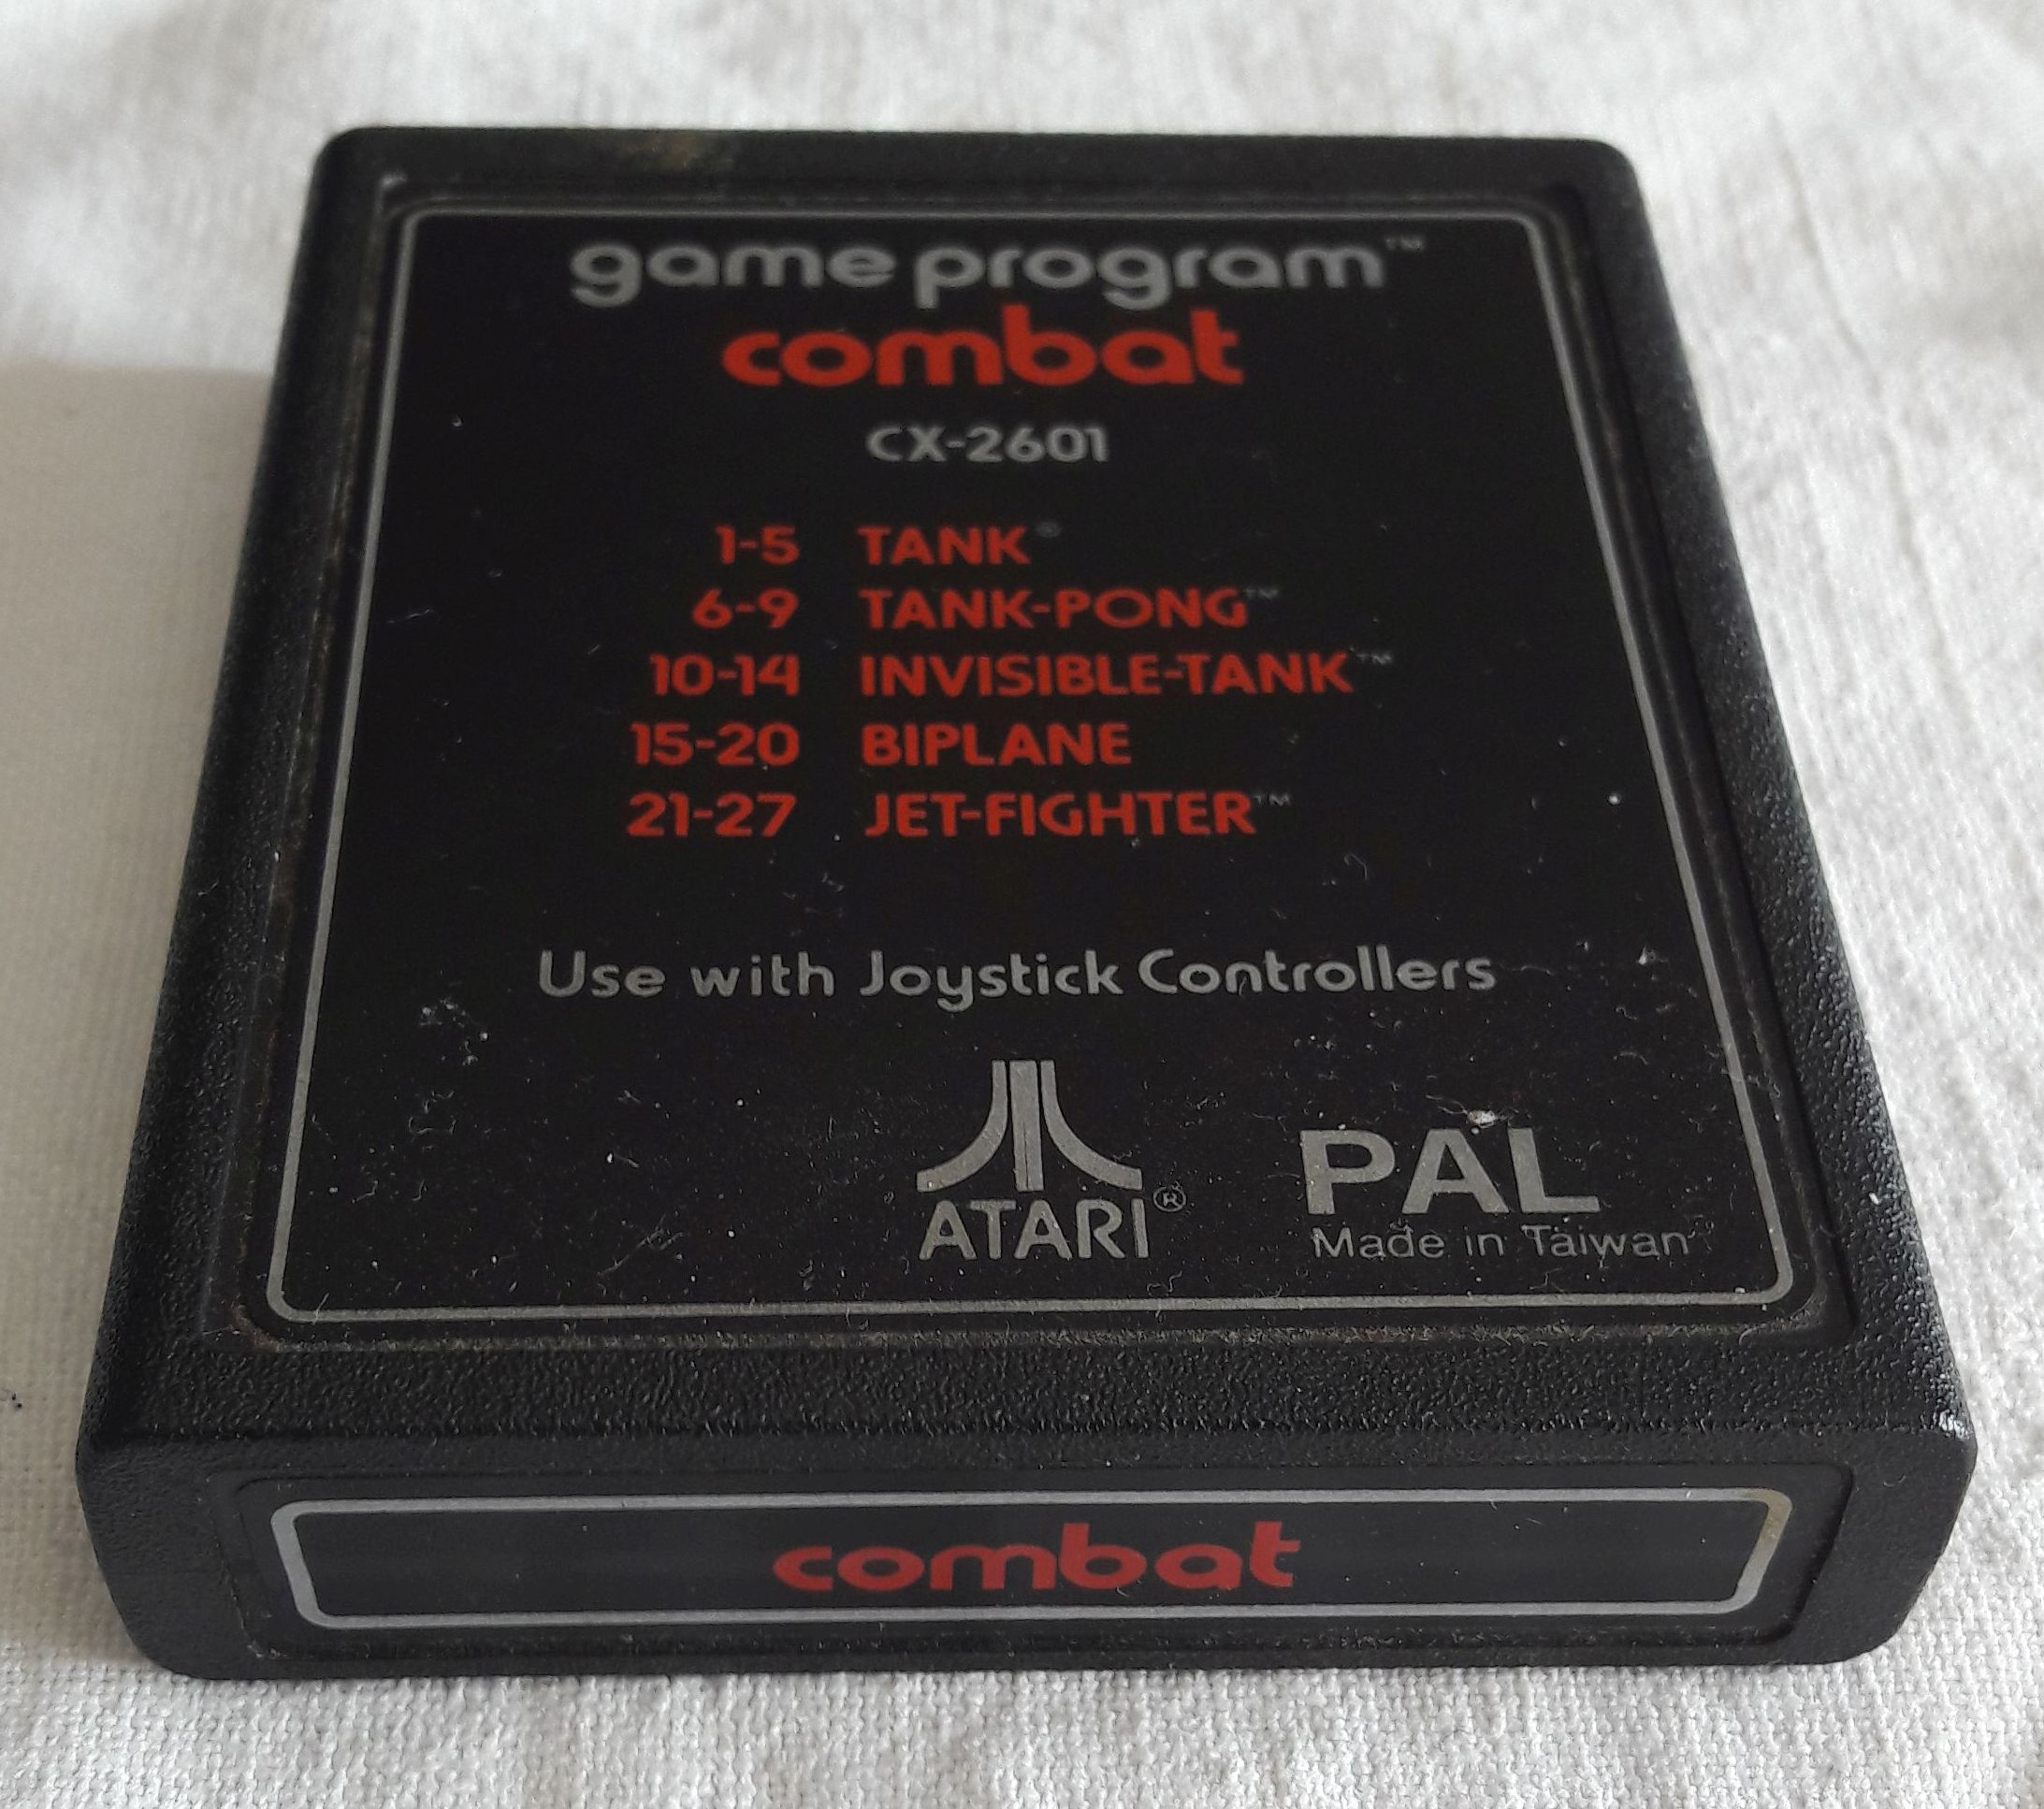 game program™
combat
CX-2601
1-5 TANK®
6-9 TANK-PONG™
10-14 INVISIBLE-TANK™
15-20 BIPLANE
21-27 JET-FIGHTER™
Use with Joystick Controllers
ATARI®
PAL
Made in Taiwan
combat